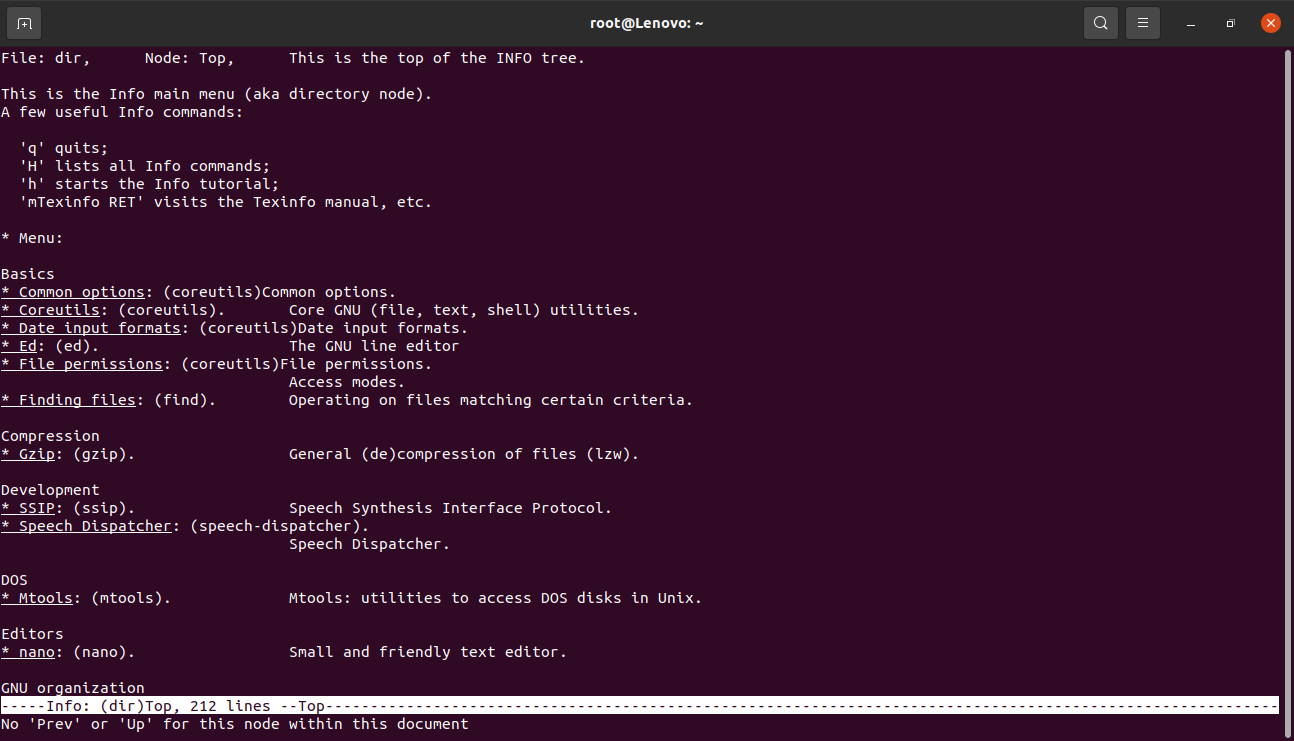 root@Lenovo: ~
File: dir,      Node: Top,      This is the top of the INFO tree.
This is the Info main menu (aka directory node).
A few useful Info commands:
  'q' quits;
  'H' lists all Info commands;
  'h' starts the Info tutorial;
  'mTexinfo RET' visits the Texinfo manual, etc.
* Menu:
Basics
* Common options: (coreutils)Common options.
* Coreutils: (coreutils).       Core GNU (file, text, shell) utilities.
* Date input formats: (coreutils)Date input formats.
* Ed: (ed).                     The GNU line editor
* File permissions: (coreutils)File permissions.
                                Access modes.
* Finding files: (find).        Operating on files matching certain criteria.
Compression
* Gzip: (gzip).                 General (de)compression of files (lzw).
Development
* SSIP: (ssip).                 Speech Synthesis Interface Protocol.
* Speech Dispatcher: (speech-dispatcher).
                                Speech Dispatcher.
DOS
* Mtools: (mtools).             Mtools: utilities to access DOS disks in Unix.
Editors
* nano: (nano).                 Small and friendly text editor.
GNU organization
-----Info: (dir)Top, 212 lines --Top----------------------------------------------------------------------------------------------------------
No 'Prev' or 'Up' for this node within this document